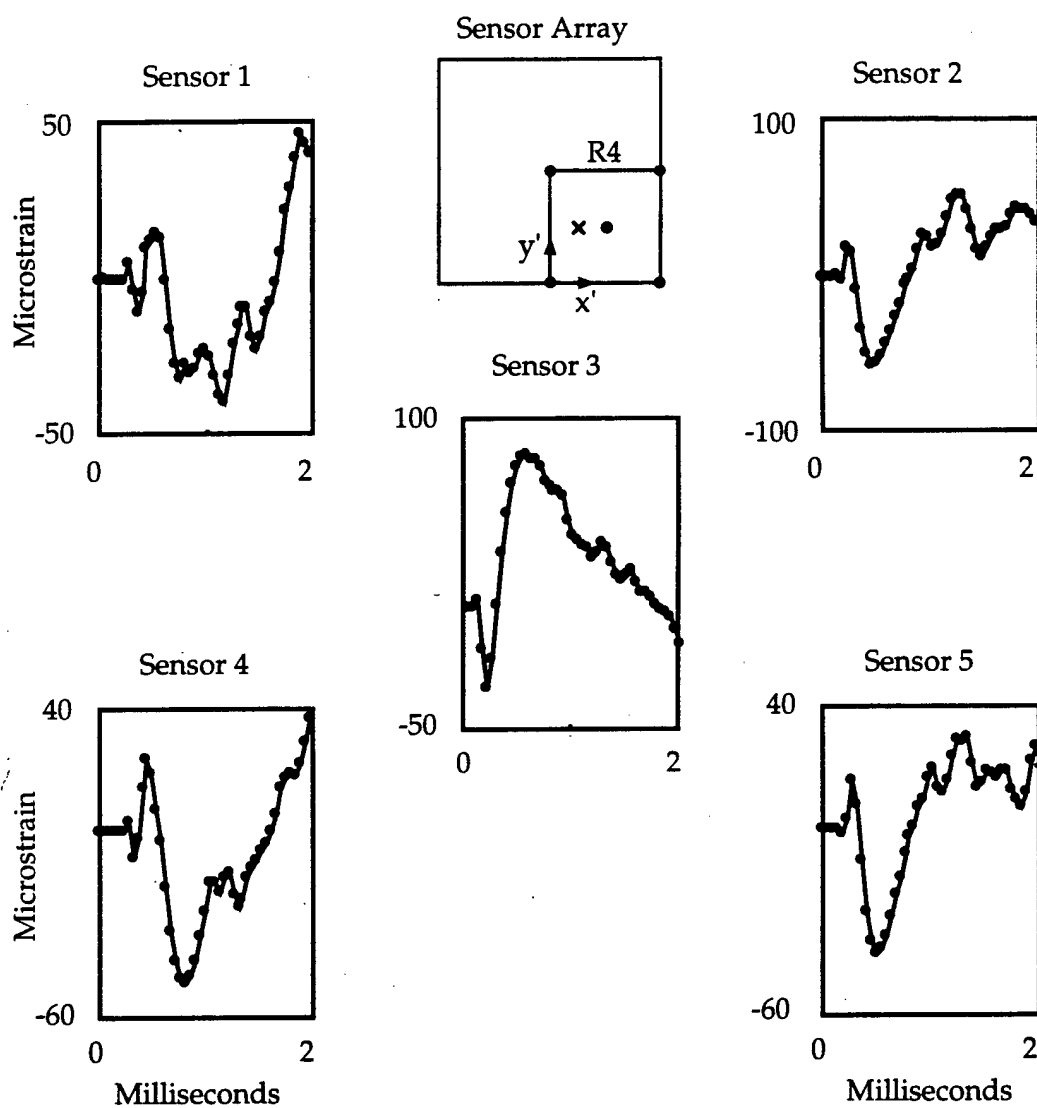 Sensor Array
Sensor 1
Sensor 2
50
100
R4
Microstrain
y'
x'
Sensor 3
-50
100
-100
0
2
0
2
Sensor 4
Sensor 5
40
-50
40
0
2
Microstrain
-60
-60
0
2
0
2
Milliseconds
Milliseconds